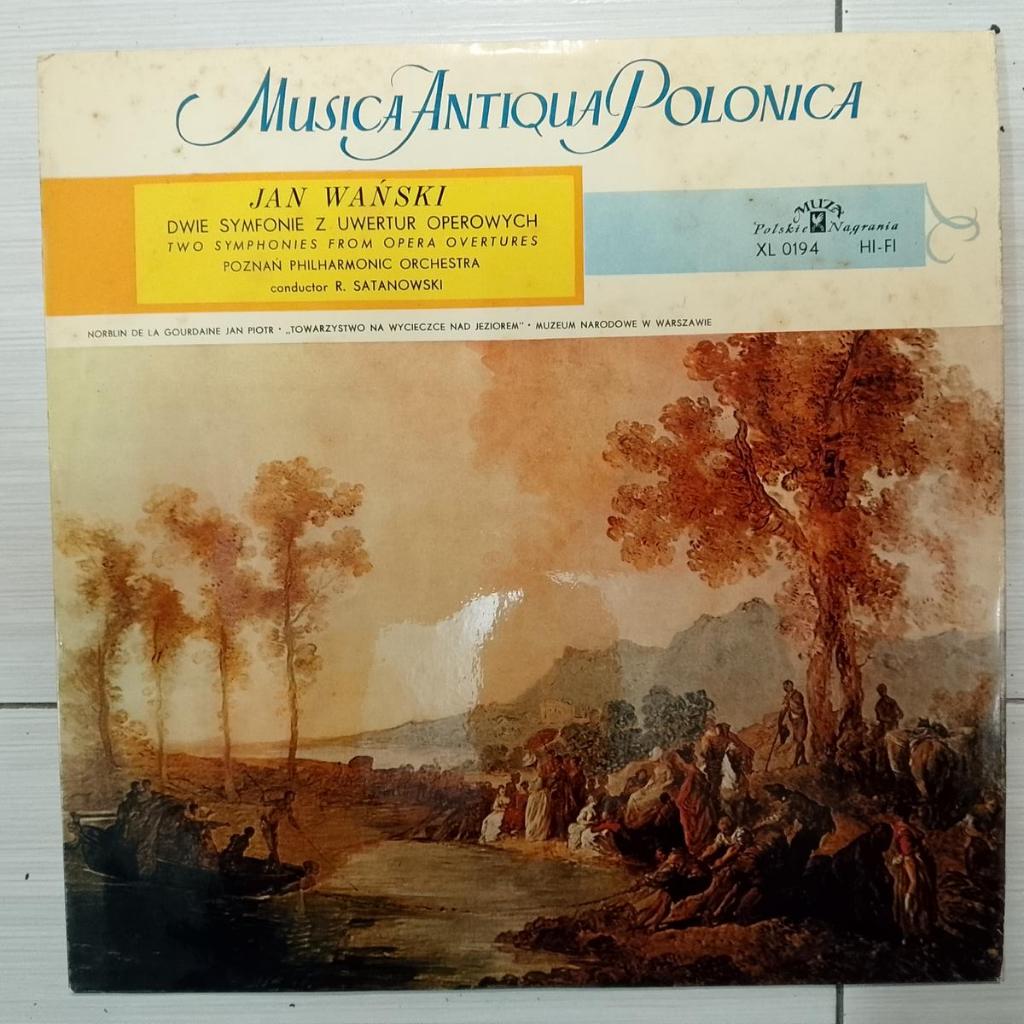 MUSICA ANTIQUA POLONICA
JAN WAŃSKI
DWIE SYMFONIE Z UWERTUR OPEROWYCH
TWO SYMPHONIES FROM OPERA OVERTURES
POZNAŃ PHILHARMONIC ORCHESTRA
conductor R. SATANOWSKI
MUZA
Polskie Nagrania
XL 0194 HI-FI
NORBLIN DE LA GOURDAINE JAN PIOTR • „TOWARZYSTWO NA WYCIECZCE NAD JEZIOREM" • MUZEUM NARODOWE W WARSZAWIE